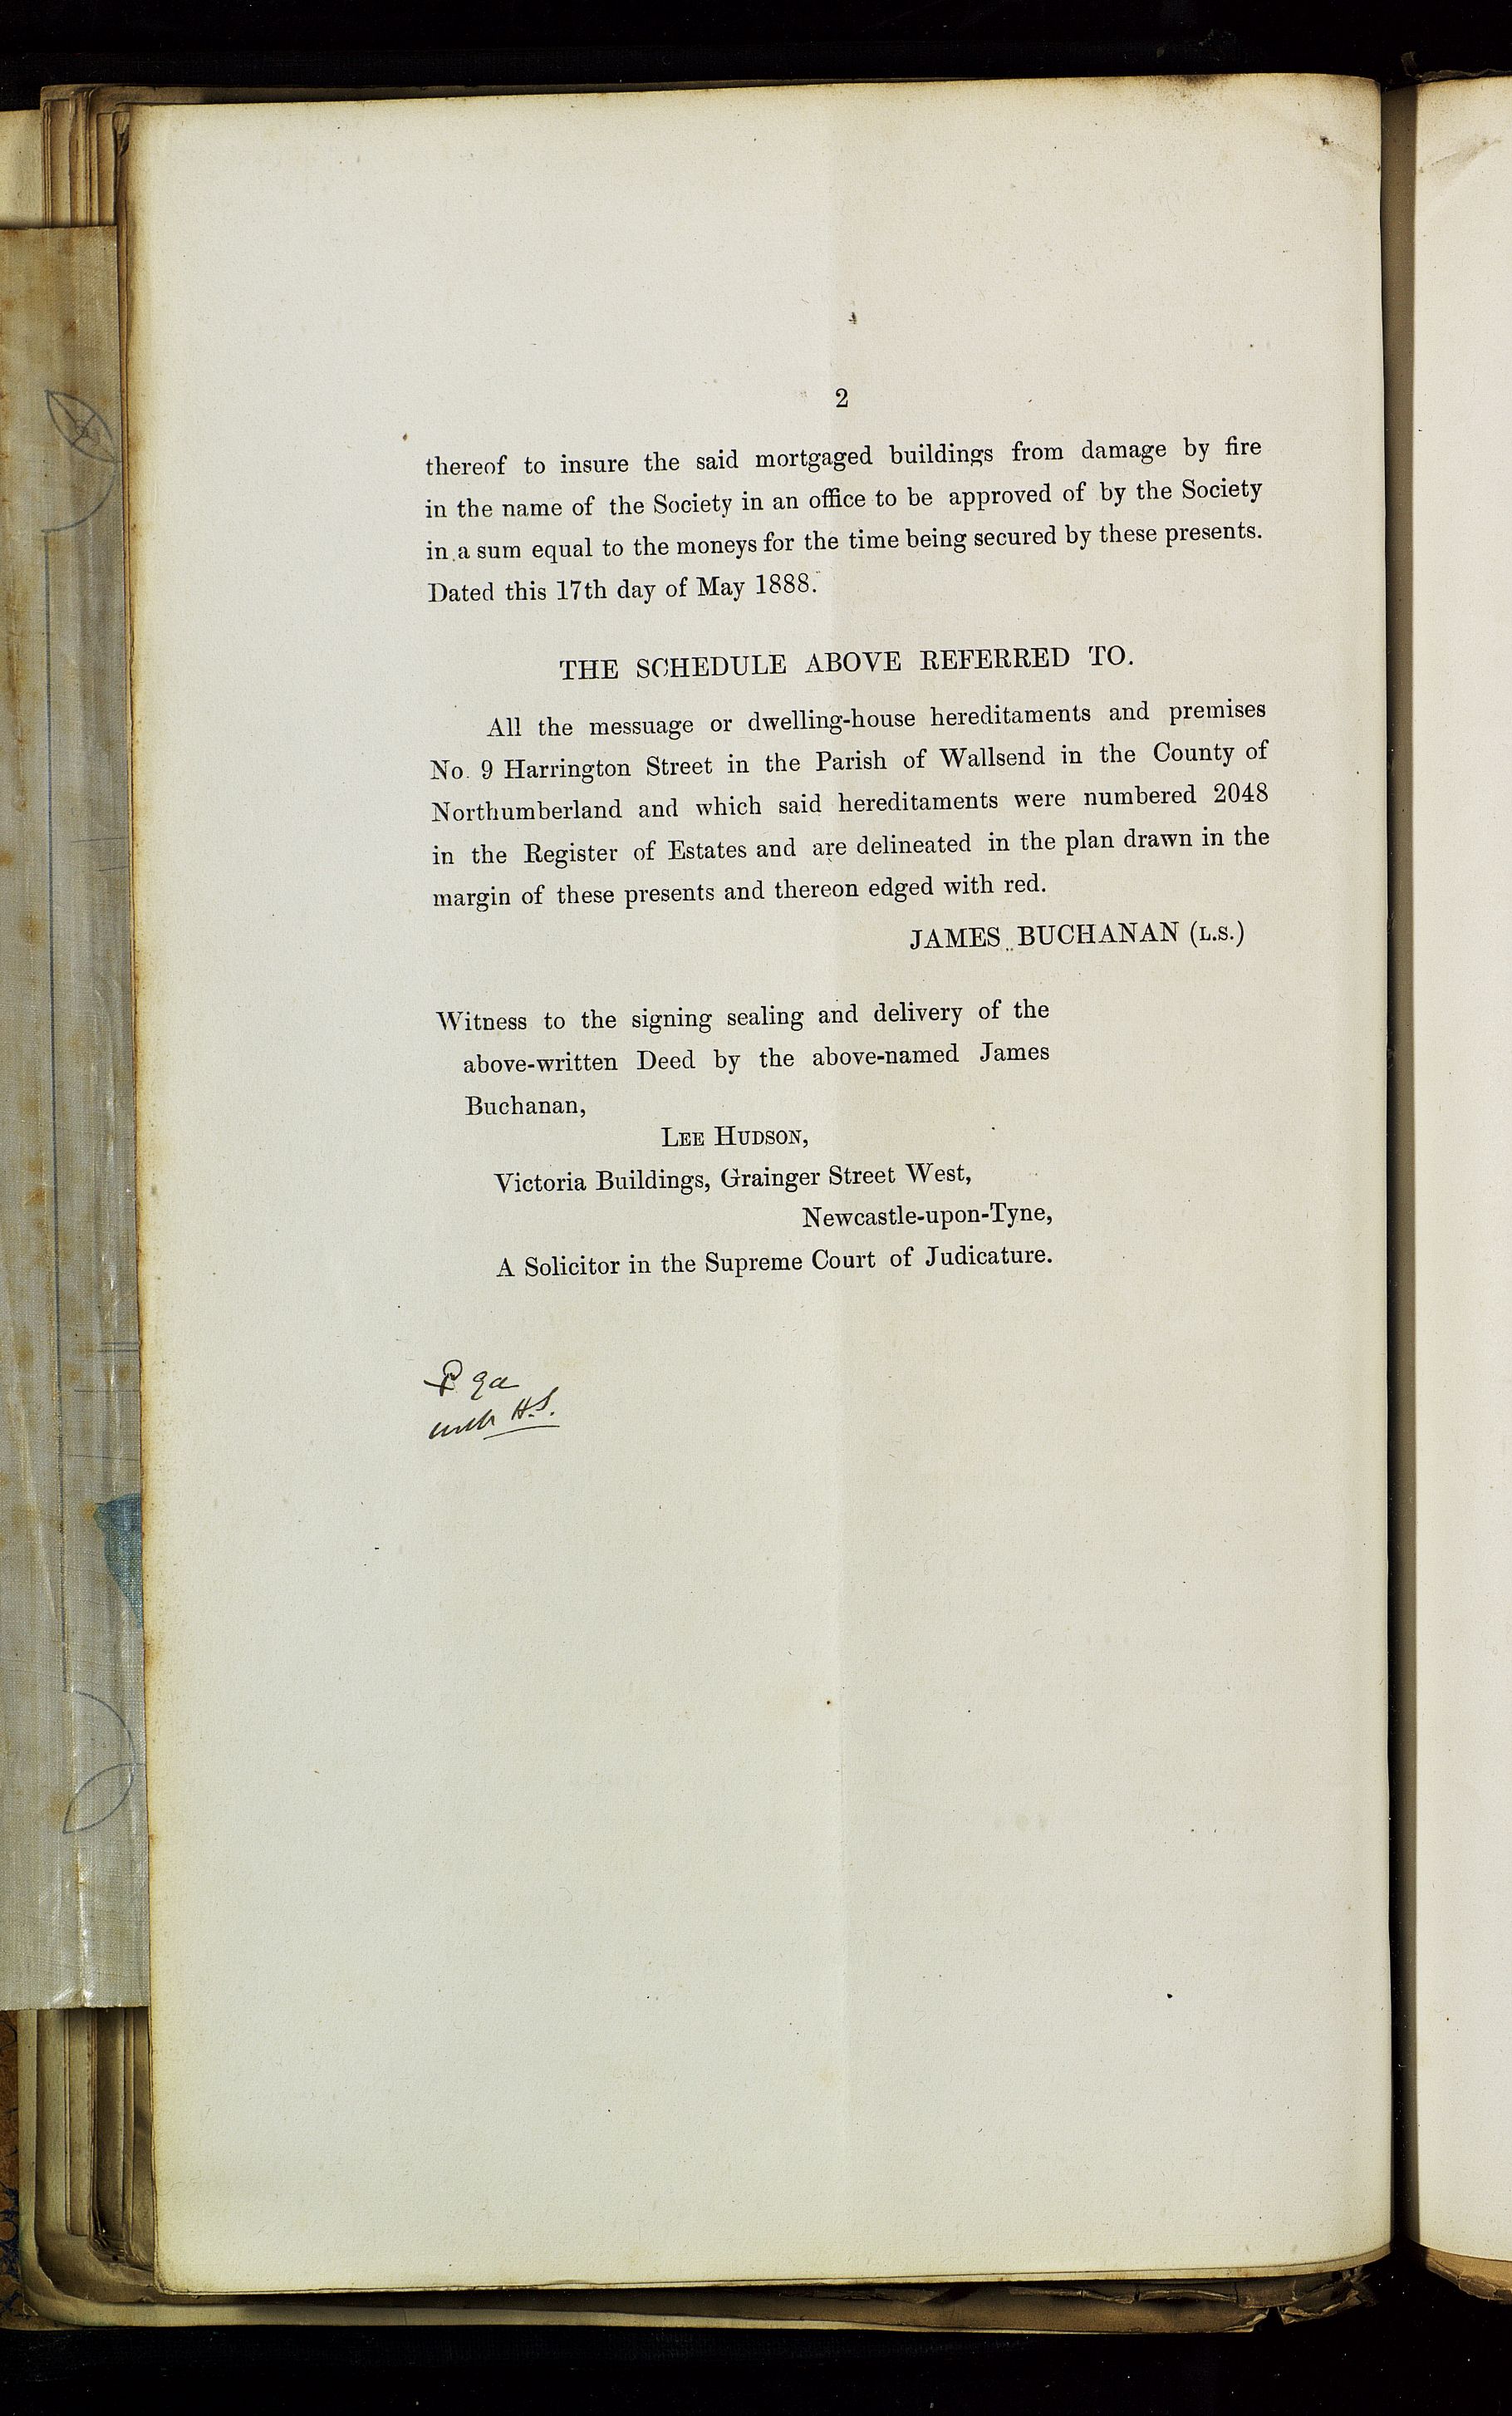 2
thereof to insure the said mortgaged buildings from damage by fire
in the name of the Society in an office to be approved of by the Society
in a sum equal to the moneys for the time being secured by these presents.
Dated this 17th day of May 1888.
THE SCHEDULE ABOVE REFERRED TO.
All the messuage or dwelling-house hereditaments and premises
No. 9 Harrington Street in the Parish of Wallsend in the County of
Northumberland and which said hereditaments were numbered 2048
in the Register of Estates and are delineated in the plan drawn in the
margin of these presents and thereon edged with red.
JAMES BUCHANAN (L.S.)
Witness to the signing sealing and delivery of the
above-written Deed by the above-named James
Buchanan,
LEE HUDSON,
Victoria Buildings, Grainger Street West,
Newcastle-upon-Tyne,
A Solicitor in the Supreme Court of Judicature.
with H.S.